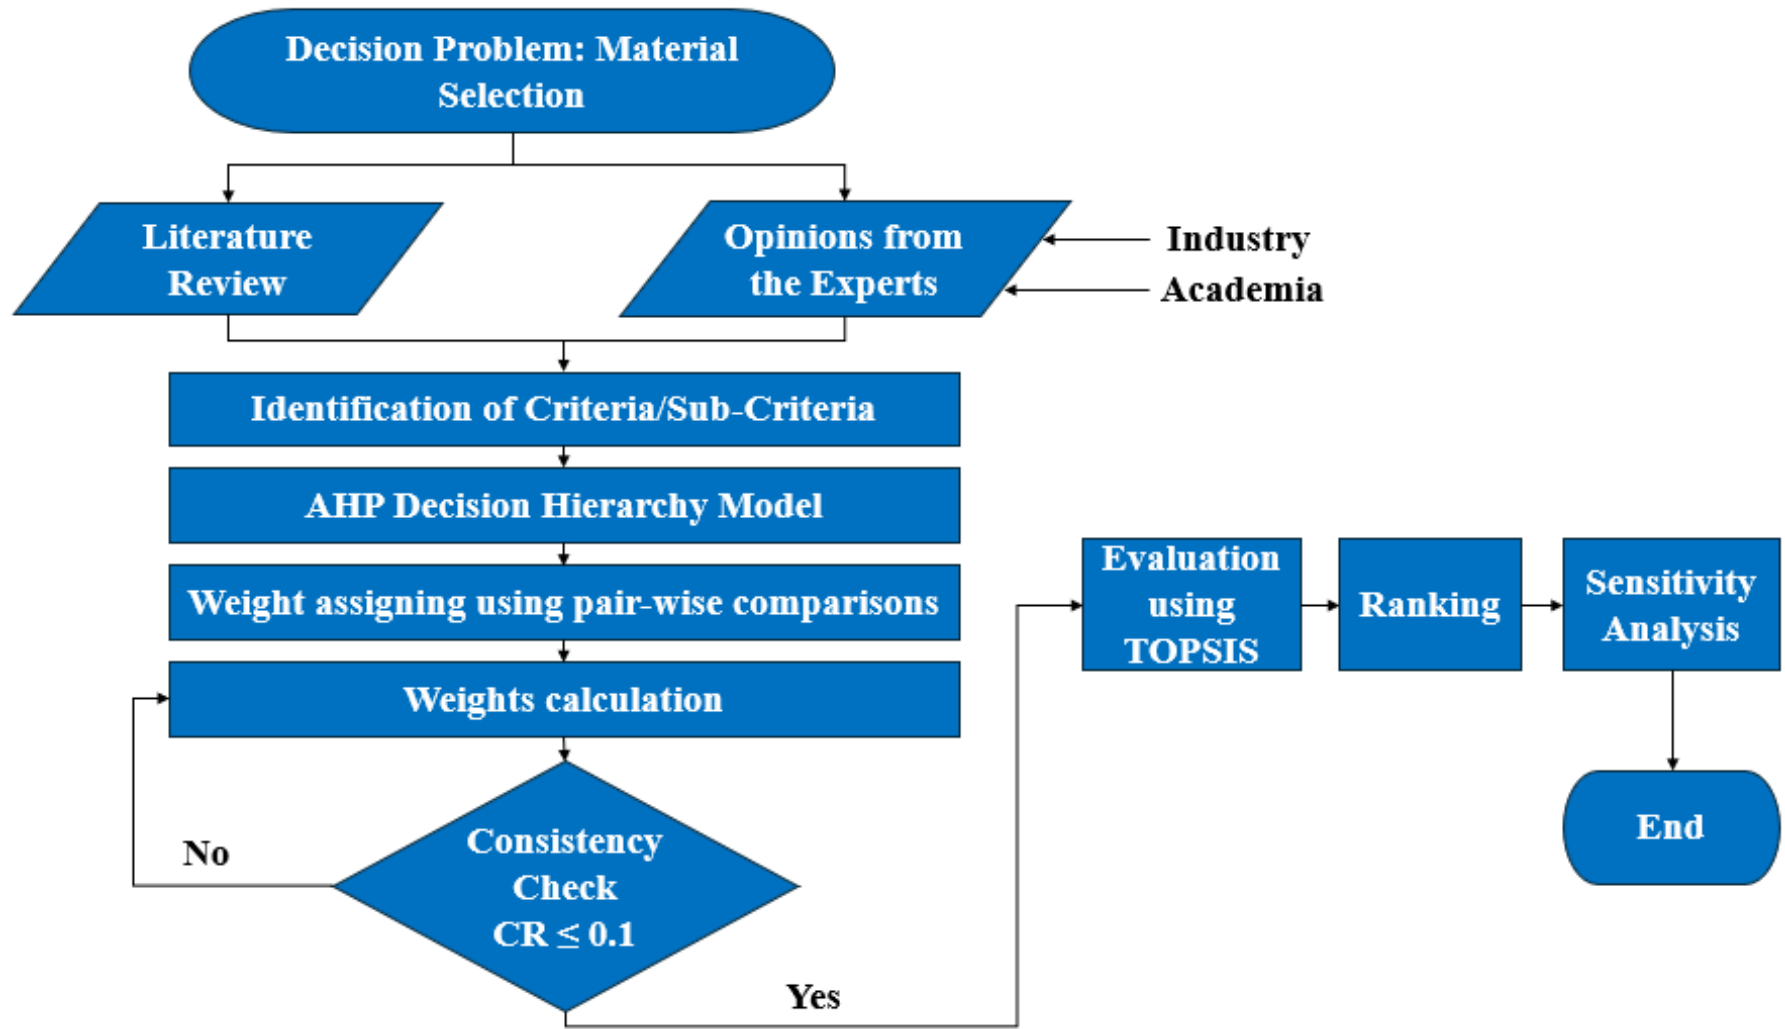 Decision Problem: Material
Selection
Literature
Review
Opinions from
the Experts
Industry
Academia
Identification of Criteria/Sub-Criteria
AHP Decision Hierarchy Model
Weight assigning using pair-wise comparisons
Weights calculation
Consistency
Check
CR ≤ 0.1
No
Yes
Evaluation
using
TOPSIS
Ranking
Sensitivity
Analysis
End